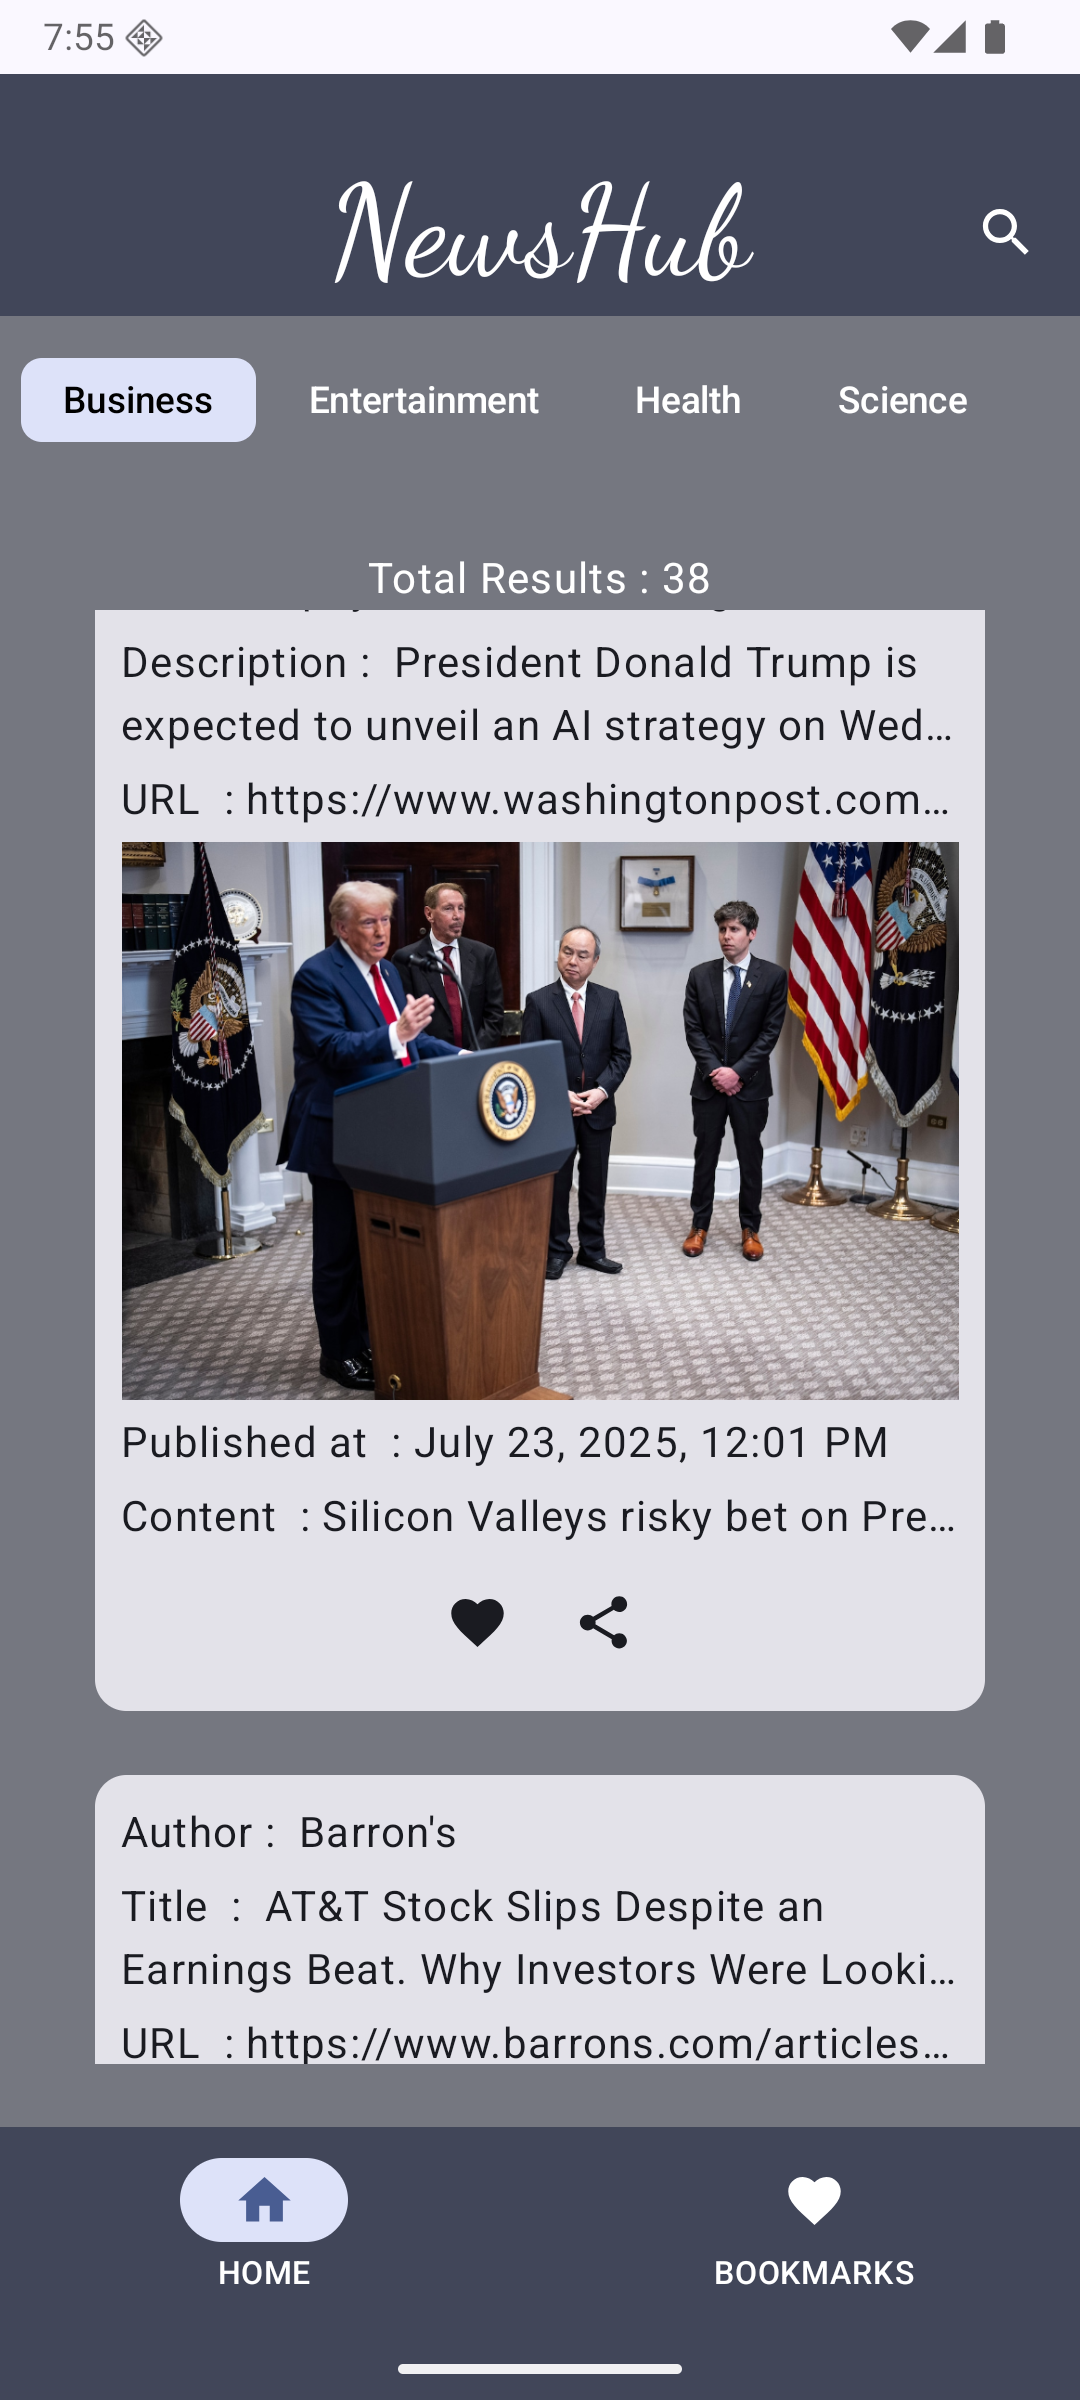 7:55
NewsHub
Business Entertainment Health Science
Total Results : 38
Description : President Donald Trump is
expected to unveil an AI strategy on Wed…
URL : https://www.washingtonpost.com…
Published at : July 23, 2025, 12:01 PM
Content : Silicon Valleys risky bet on Pre…
Author : Barron's
Title : AT&T Stock Slips Despite an
Earnings Beat. Why Investors Were Looki…
URL : https://www.barrons.com/articles…
HOME BOOKMARKS